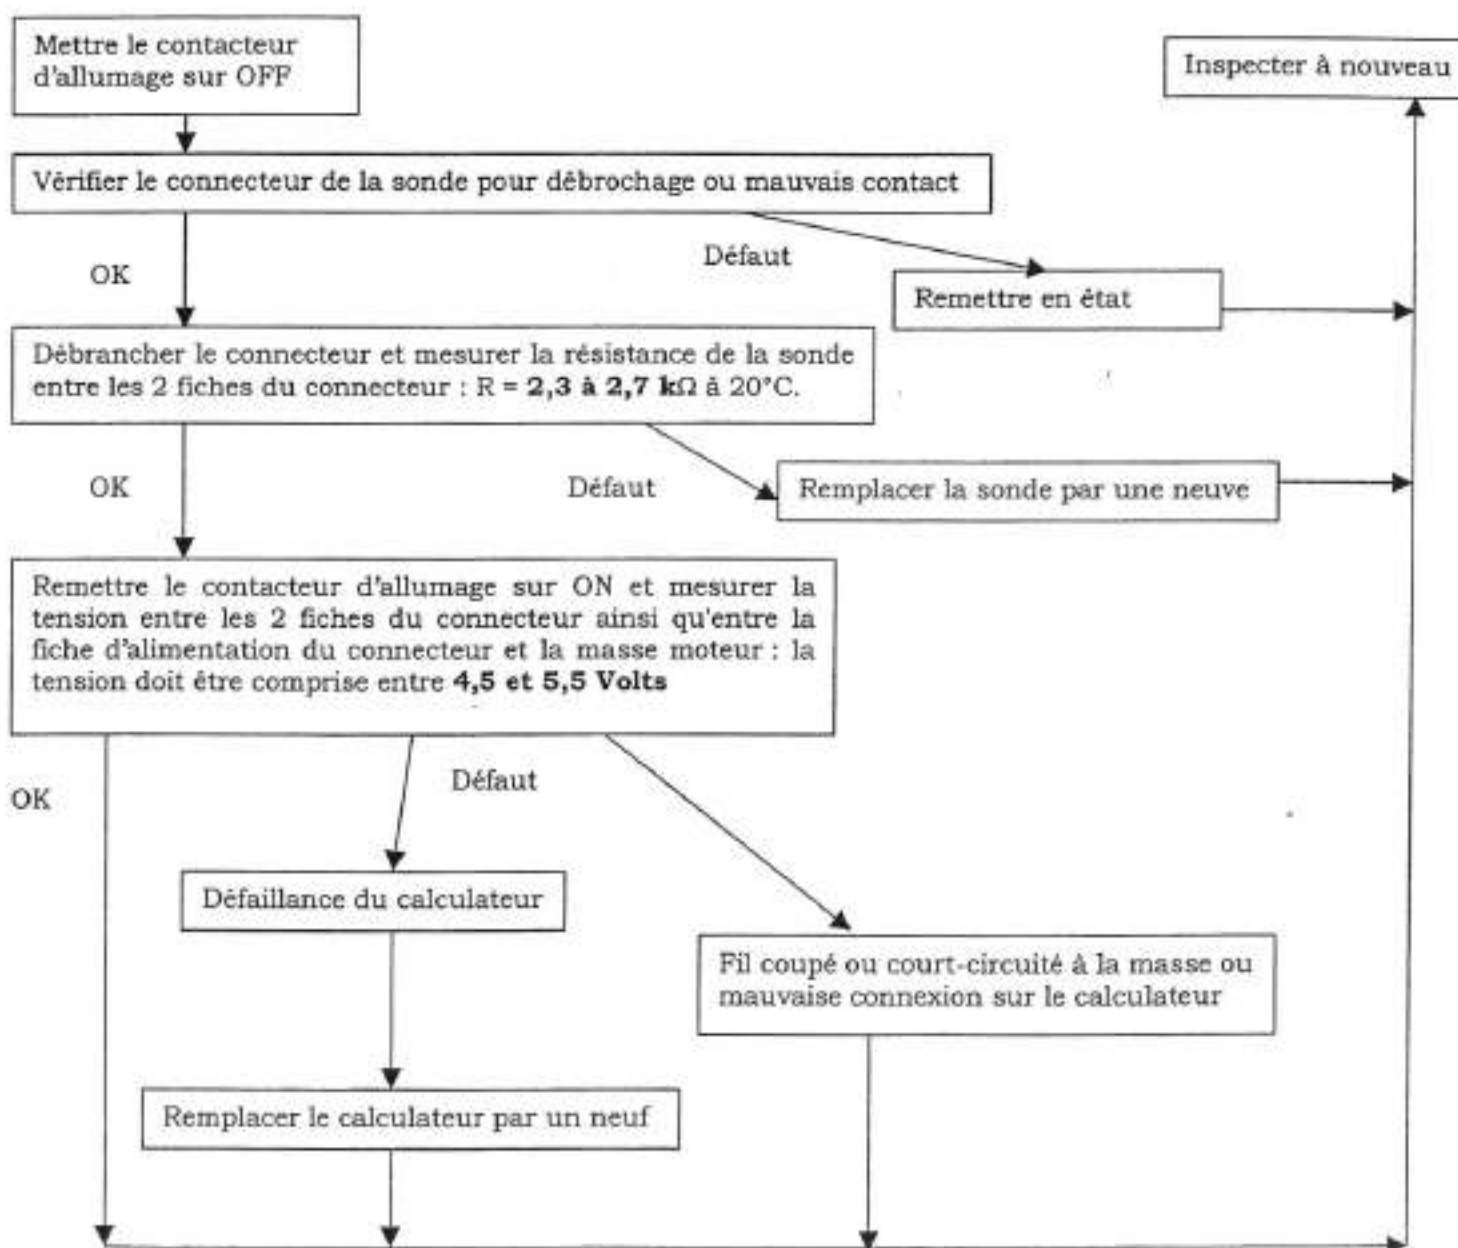 Mettre le contacteur
d'allumage sur OFF
Inspecter à nouveau
Vérifier le connecteur de la sonde pour débrochage ou mauvais contact
OK
Défaut
Remettre en état
Débrancher le connecteur et mesurer la résistance de la sonde
entre les 2 fiches du connecteur : R = 2,3 à 2,7 kΩ à 20°C.
OK
Défaut
Remplacer la sonde par une neuve
Remettre le contacteur d'allumage sur ON et mesurer la
tension entre les 2 fiches du connecteur ainsi qu'entre la
fiche d'alimentation du connecteur et la masse moteur : la
tension doit être comprise entre 4,5 et 5,5 Volts
OK
Défaut
Défaillance du calculateur
Fil coupé ou court-circuité à la masse ou
mauvaise connexion sur le calculateur
Remplacer le calculateur par un neuf